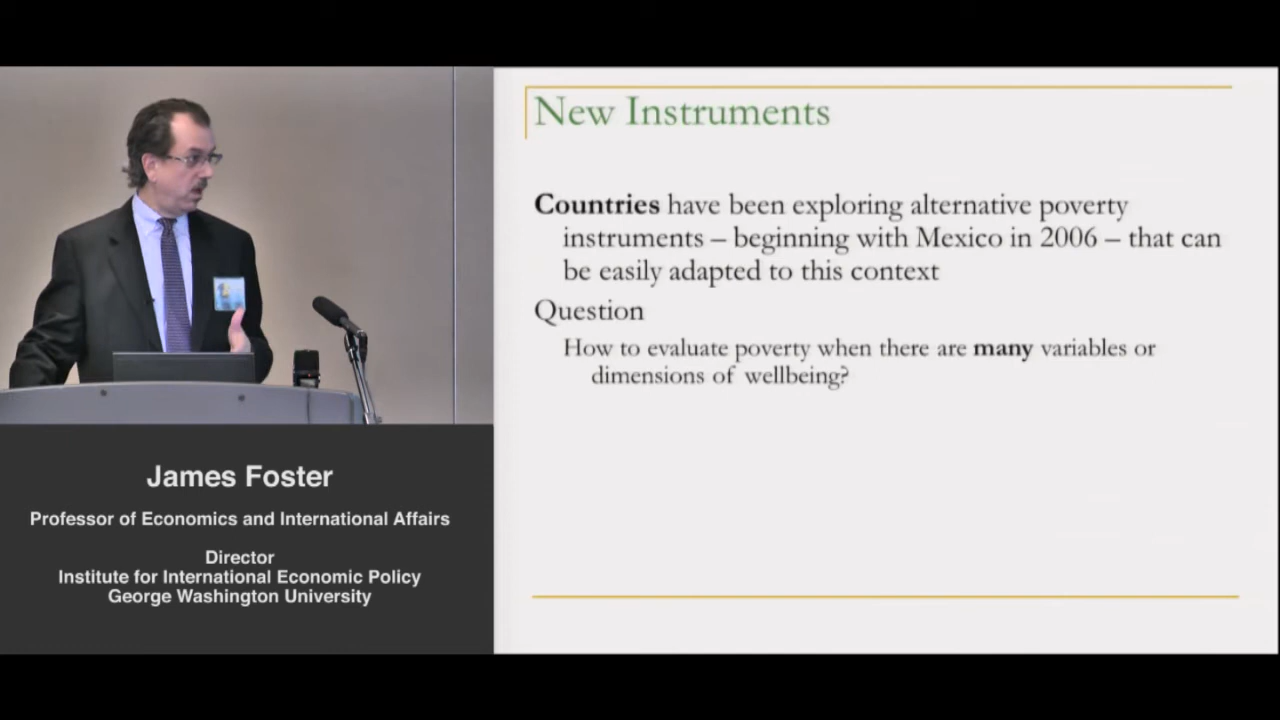 New Instruments
Countries have been exploring alternative poverty
instruments – beginning with Mexico in 2006 – that can
be easily adapted to this context
Question
How to evaluate poverty when there are many variables or
dimensions of wellbeing?
James Foster
Professor of Economics and International Affairs
Director
Institute for International Economic Policy
George Washington University